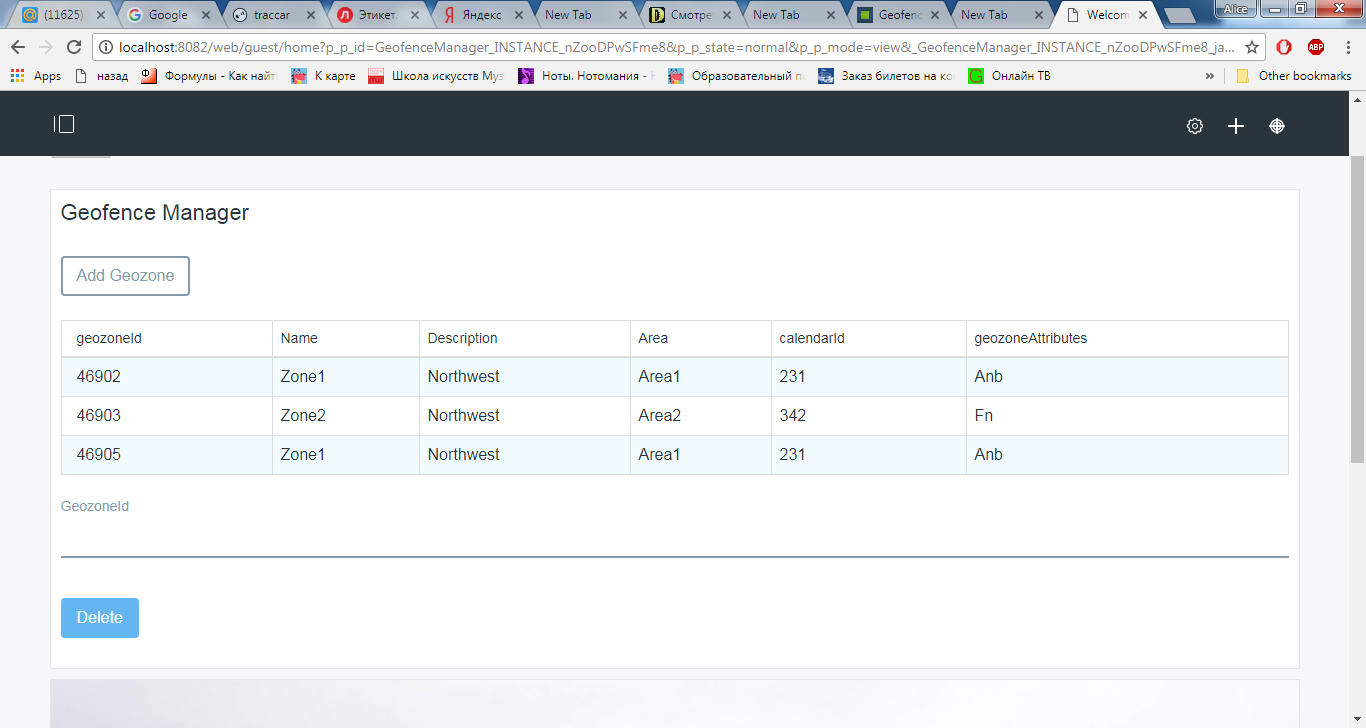 (11625) Google traccar Этикет. Яндекс New Tab Смотре New Tab Geofenc New Tab Welcom Alice
localhost:8082/web/guest/home?p_p_id=GeofenceManager_INSTANCE_nZooDPwSFme8&p_p_state=normal&p_p_mode=view&_GeofenceManager_INSTANCE_nZooDPwSFme8_ja... ABP
Apps назад Формулы - Как найт К карте Школа искусств Муз Ноты. Нотомания - Образовательный п Заказ билетов на ко Онлайн ТВ » Other bookmarks
Geofence Manager
Add Geozone
geozoneId Name Description Area calendarId geozoneAttributes
46902 Zone1 Northwest Area1 231 Anb
46903 Zone2 Northwest Area2 342 Fn
46905 Zone1 Northwest Area1 231 Anb
GeozoneId
Delete